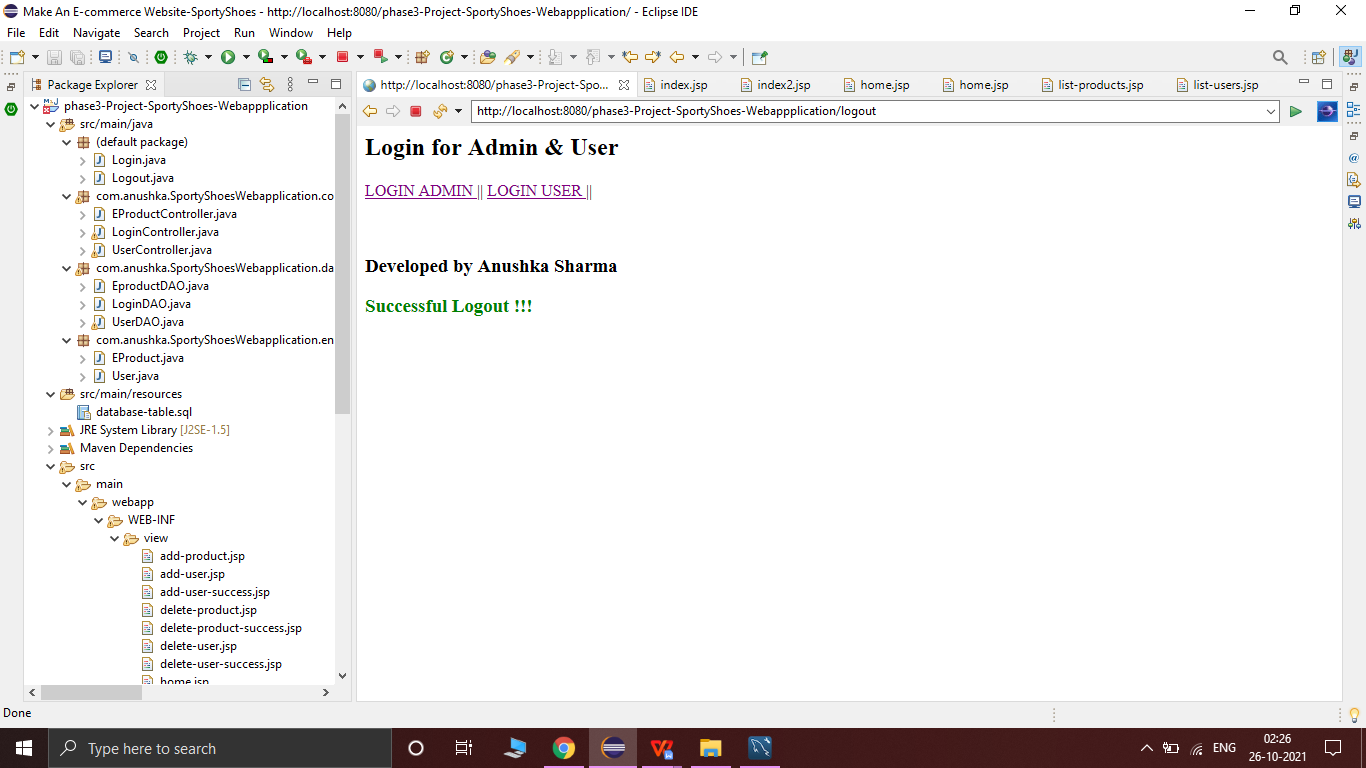 Make An E-commerce Website-SportyShoes - http://localhost:8080/phase3-Project-SportyShoes-Webappplication/ - Eclipse IDE
File Edit Navigate Search Project Run Window Help
Package Explorer
phase3-Project-SportyShoes-Webappplication
src/main/java
(default package)
Login.java
Logout.java
com.anushka.SportyShoesWebapplication.co
EProductController.java
LoginController.java
UserController.java
com.anushka.SportyShoesWebapplication.da
EproductDAO.java
LoginDAO.java
UserDAO.java
com.anushka.SportyShoesWebapplication.en
EProduct.java
User.java
src/main/resources
database-table.sql
JRE System Library [J2SE-1.5]
Maven Dependencies
src
main
webapp
WEB-INF
view
add-product.jsp
add-user.jsp
add-user-success.jsp
delete-product.jsp
delete-product-success.jsp
delete-user.jsp
delete-user-success.jsp
home.jsp
http://localhost:8080/phase3-Project-SportyShoes-Spo... index.jsp index2.jsp home.jsp home.jsp list-products.jsp list-users.jsp
http://localhost:8080/phase3-Project-SportyShoes-Webappplication/logout
Login for Admin & User
LOGIN ADMIN || LOGIN USER ||
Developed by Anushka Sharma
Successful Logout !!!
Done
Type here to search
ENG
02:26
26-10-2021